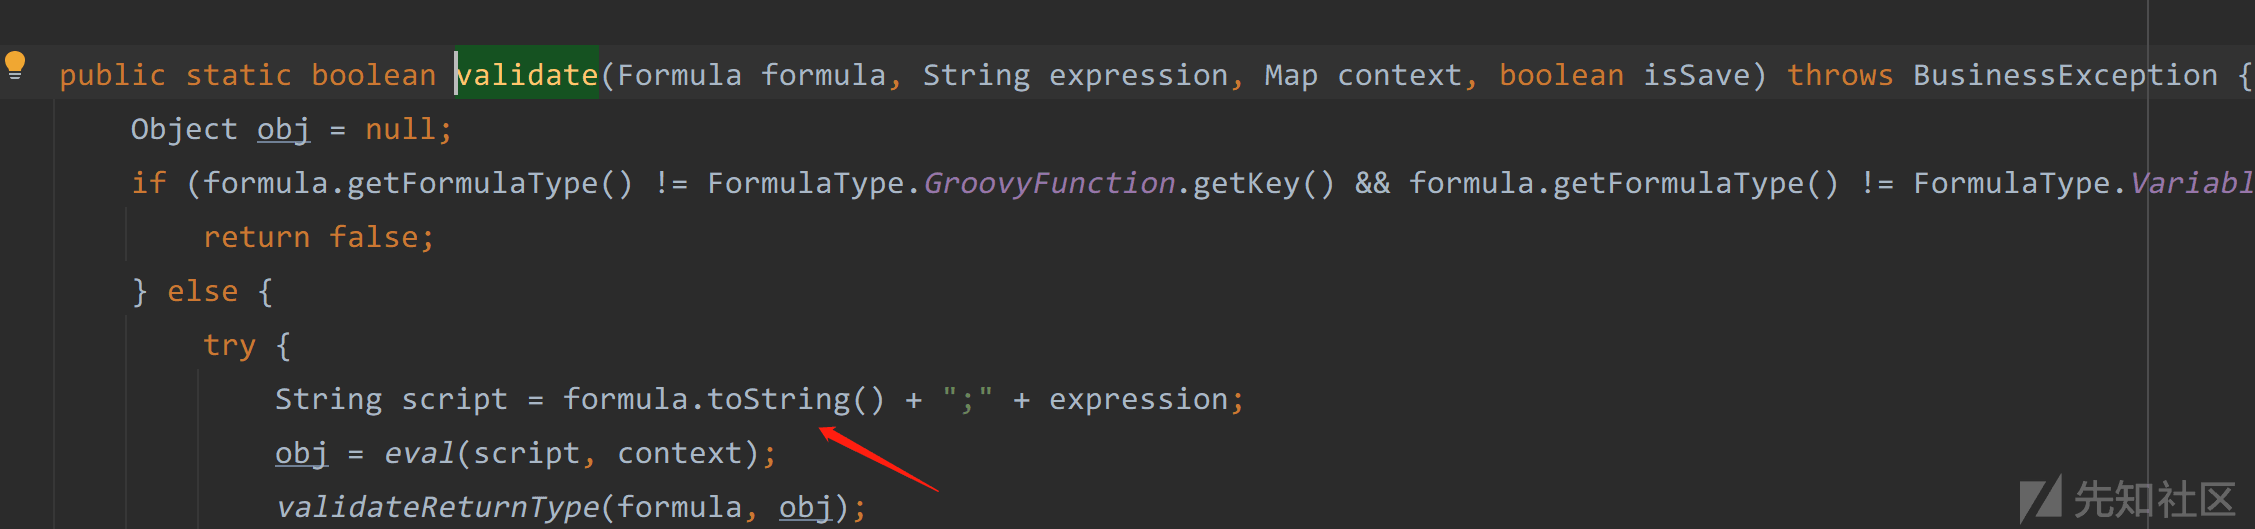 public static boolean validate(Formula formula, String expression, Map context, boolean isSave) throws BusinessException {
Object obj = null;
if (formula.getFormulaType() != FormulaType.GroovyFunction.getKey() && formula.getFormulaType() != FormulaType.Variabl
return false;
} else {
try {
String script = formula.toString() + ";" + expression;
obj = eval(script, context);
validateReturnType(formula, obj);
先知社区